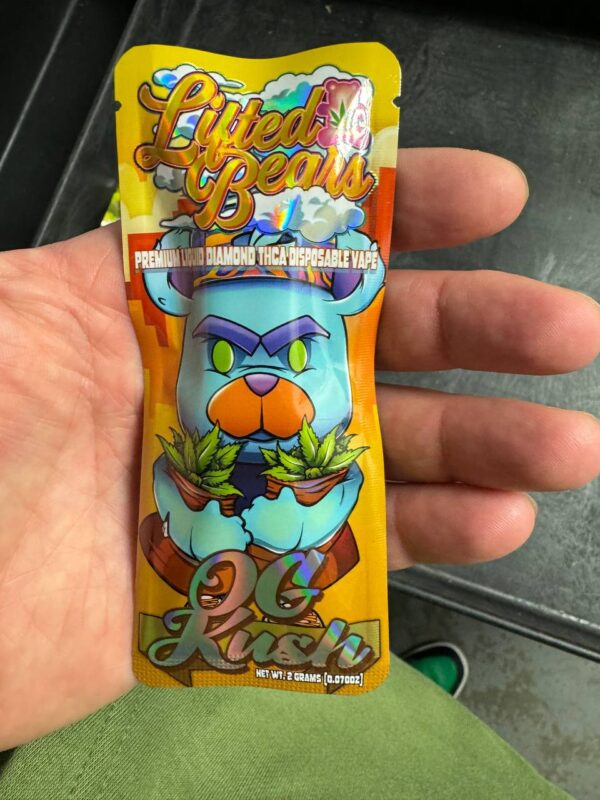 Lifted
Bears
PREMIUM LIQUID DIAMOND THCA DISPOSABLE VAPE
OG
Kush
NET WT. 2 GRAMS (0.070OZ)